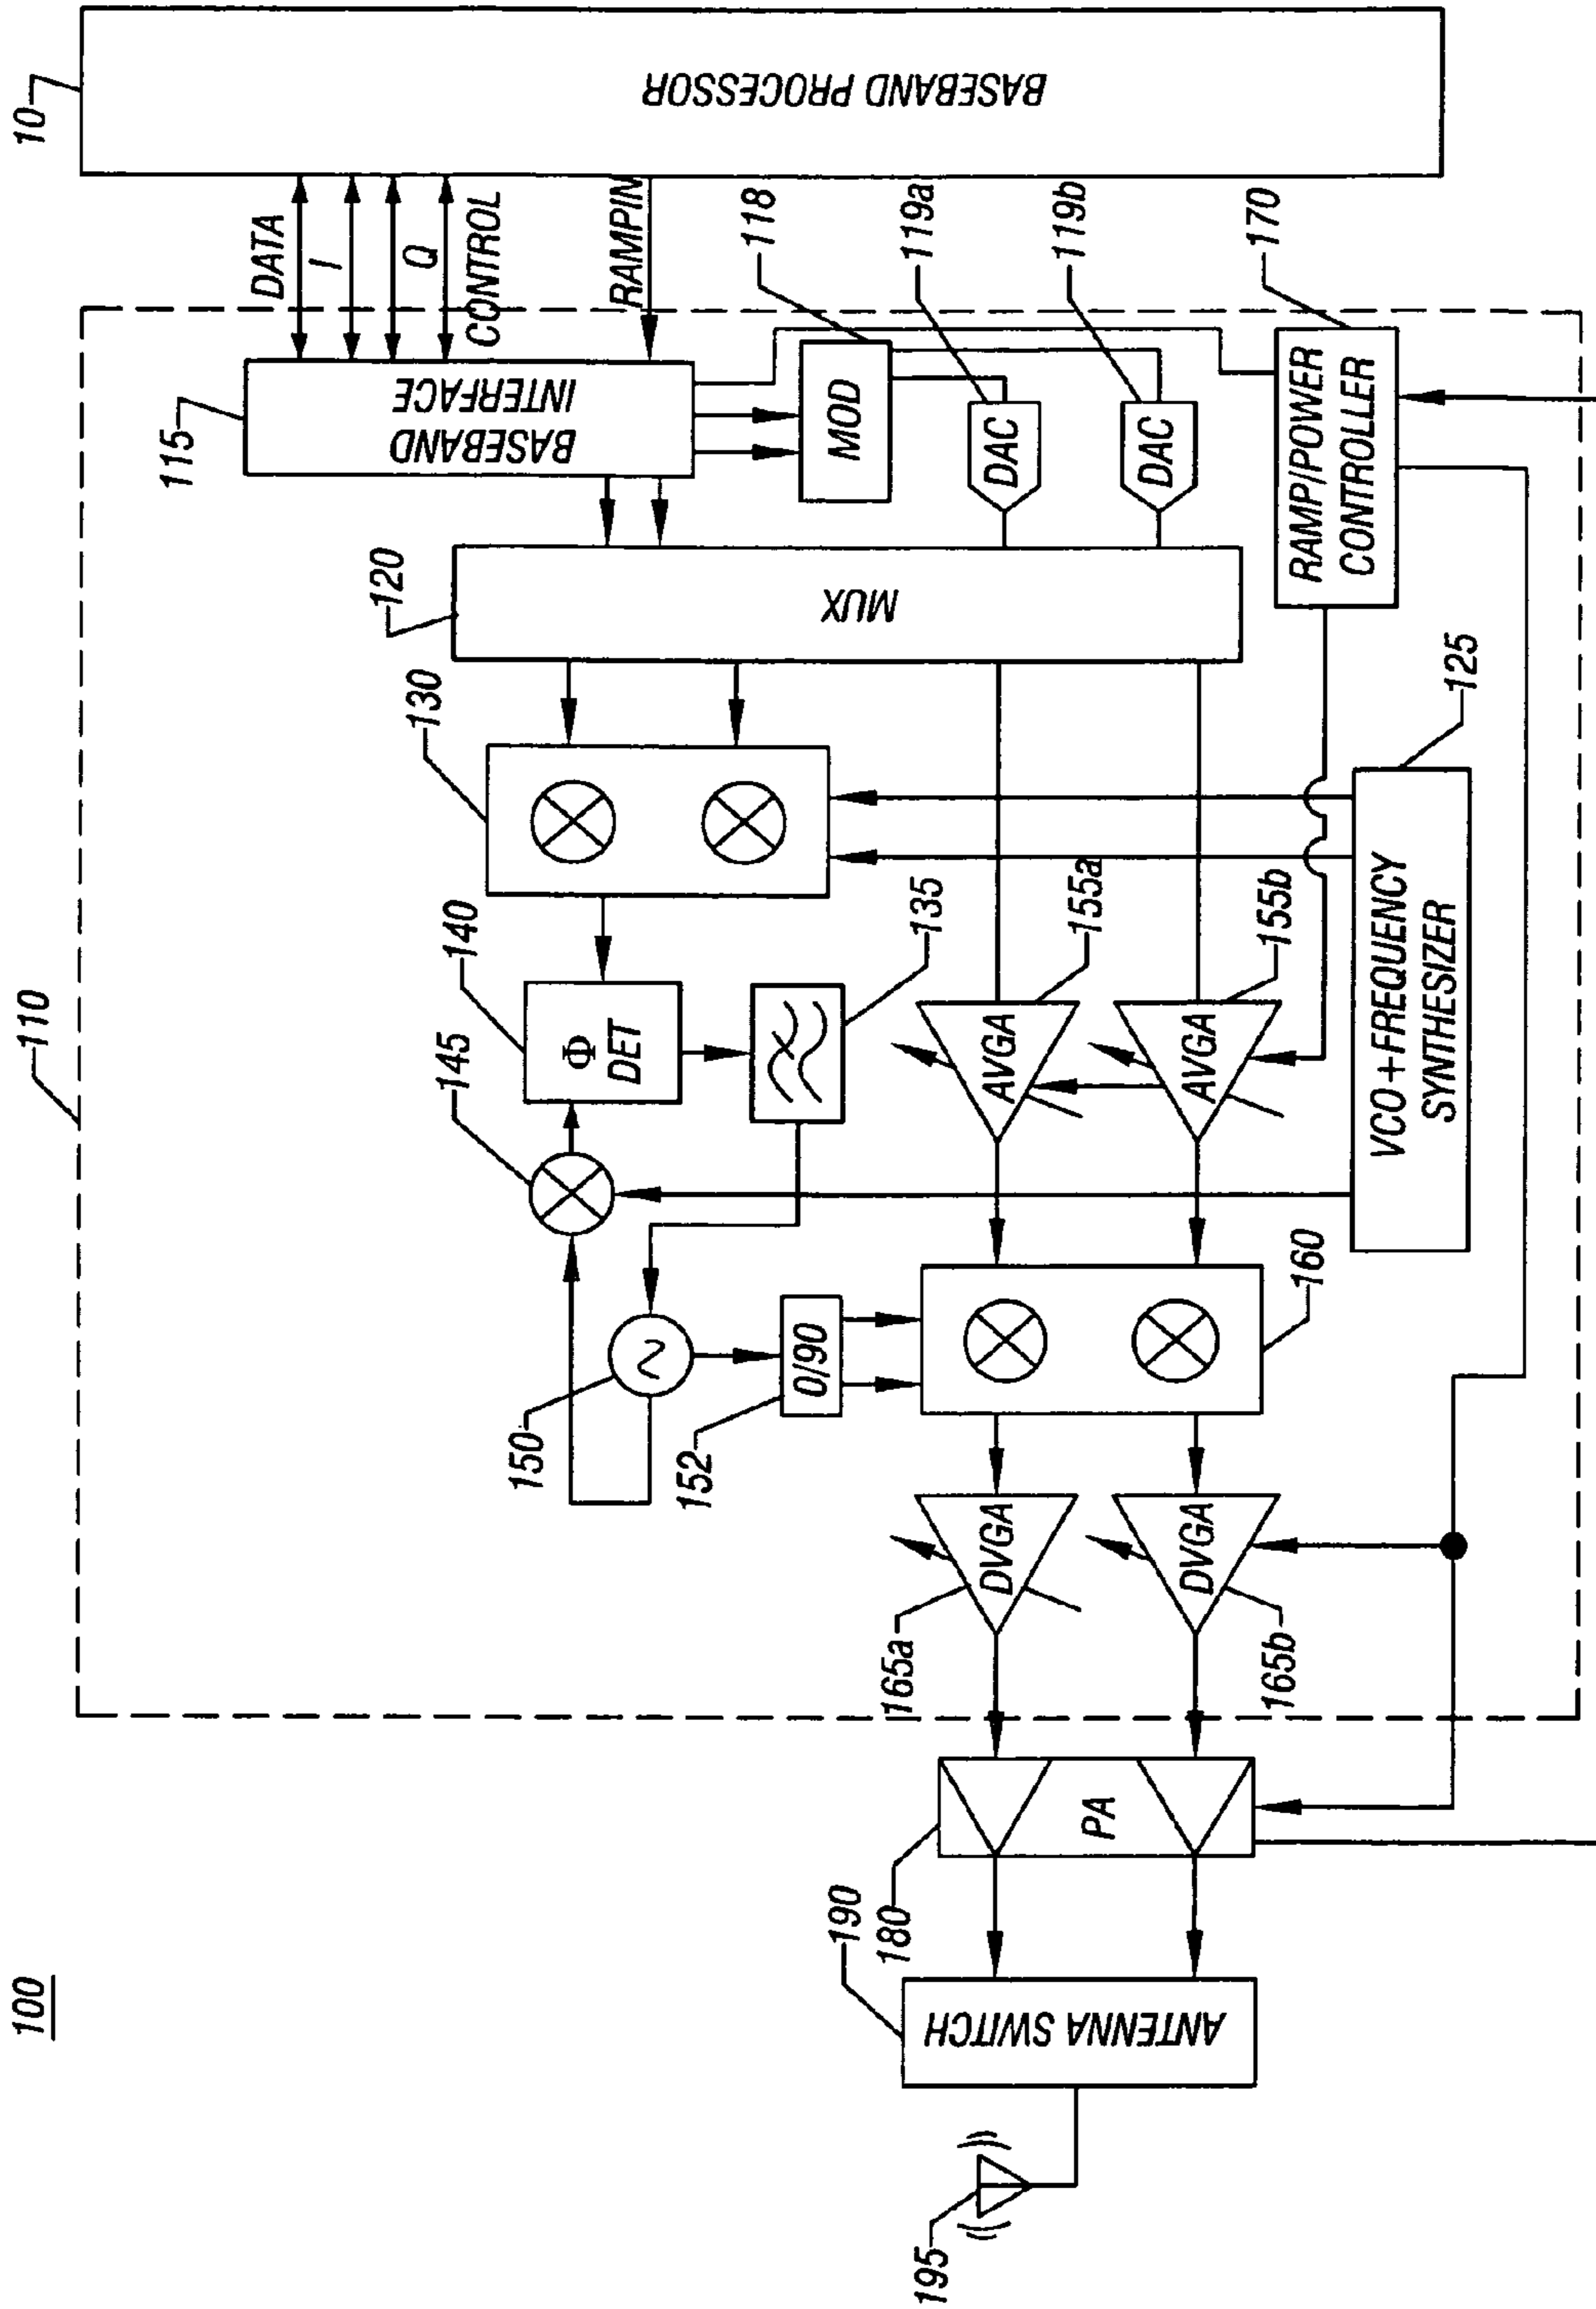 100
110
10
115
120
130
140
145
150
152
135
155a
155b
160
165a
165b
118
119a
119b
170
125
180
190
195
DATA
I
Q
CONTROL
RAMPIN
BASEBAND PROCESSOR
BASEBAND
INTERFACE
MOD
DAC
DAC
MUX
RAMP/POWER
CONTROLLER
Φ
DET
AVGA
AVGA
VCO+FREQUENCY
SYNTHESIZER
0/90
DVGA
DVGA
PA
ANTENNA SWITCH